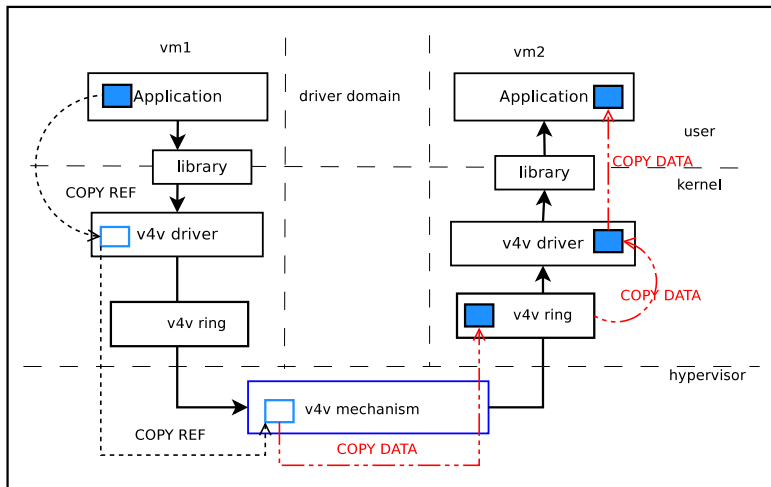 vm1
vm2
Application
driver domain
Application
user
library
COPY DATA
library
kernel
COPY REF
v4v driver
v4v driver
COPY DATA
v4v ring
v4v ring
hypervisor
v4v mechanism
COPY REF
COPY DATA